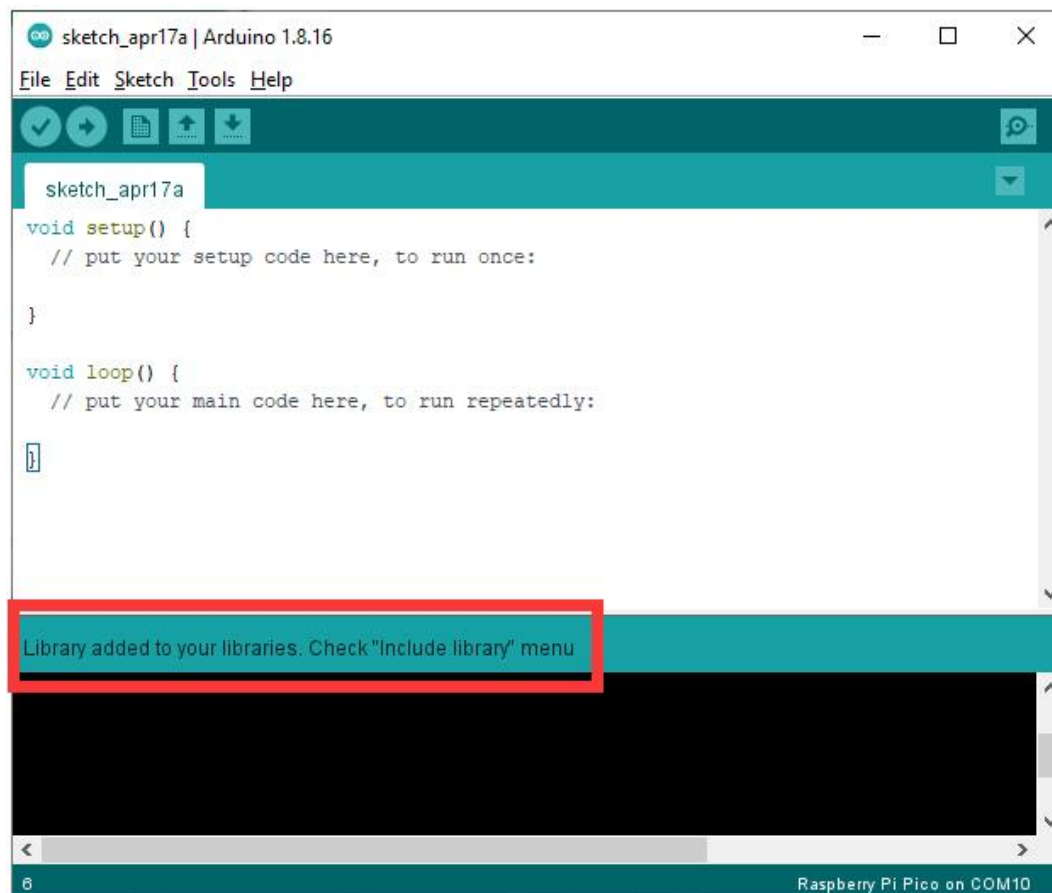 sketch_apr17a | Arduino 1.8.16
File Edit Sketch Tools Help
sketch_apr17a
void setup() {
  // put your setup code here, to run once:
}
void loop() {
  // put your main code here, to run repeatedly:
}
Library added to your libraries. Check "Include library" menu
6
Raspberry Pi Pico on COM10